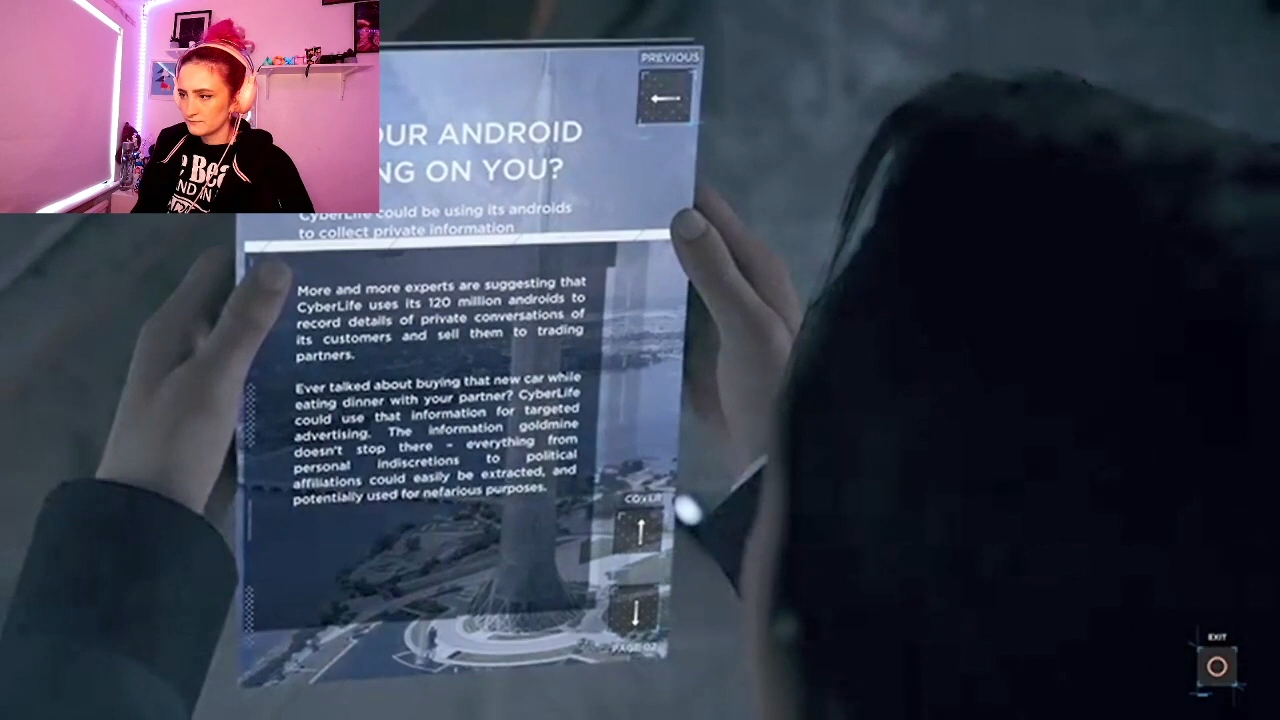 PREVIOUS
OUR ANDROID
NG ON YOU?
CyberLife could be using its androids
to collect private information
More and more experts are suggesting that
CyberLife uses its 120 million androids to
record details of private conversations of
its customers and sell them to trading
partners.
Ever talked about buying that new car while
eating dinner with your partner? CyberLife
could use that information for targeted
advertising. The information goldmine
doesn't stop there - everything from
personal indiscretions to political
affiliations could easily be extracted, and
potentially used for nefarious purposes.
COVER
PAGE 02
EXIT